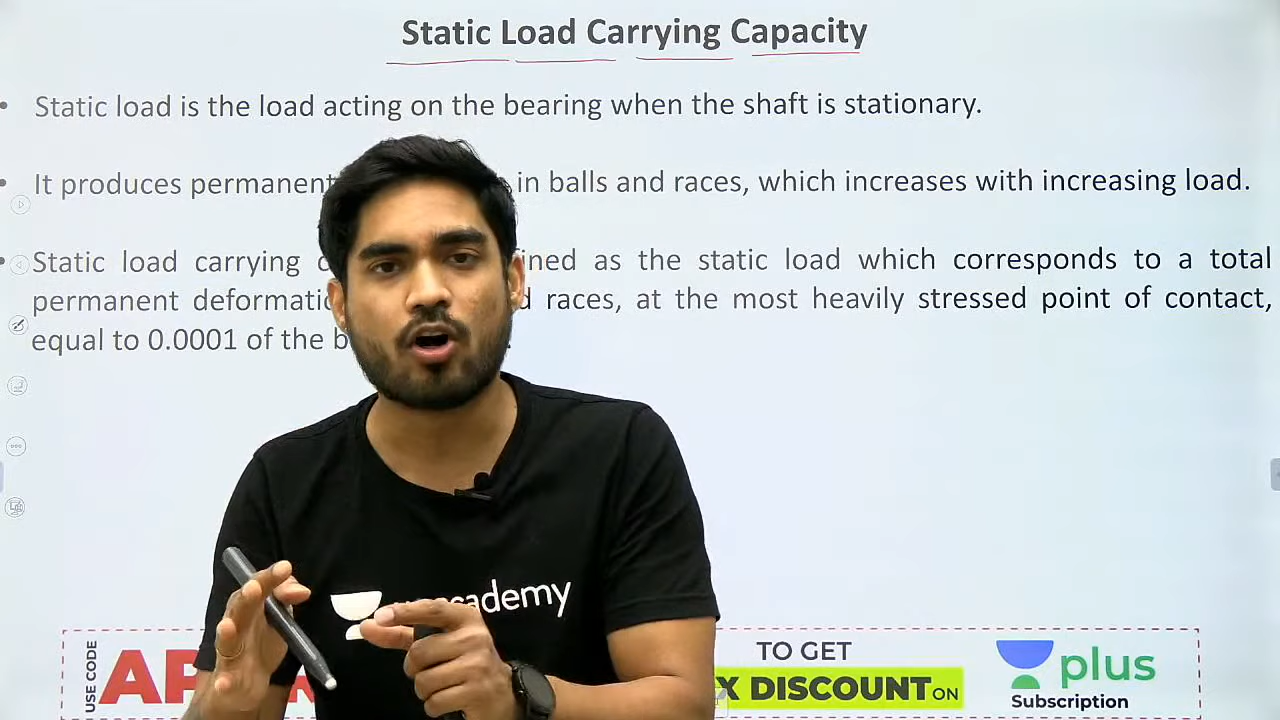 Static Load Carrying Capacity
• Static load is the load acting on the bearing when the shaft is stationary.
• It produces permanent in balls and races, which increases with increasing load.
• Static load carrying as the static load which corresponds to a total
permanent races, at the most heavily stressed point of contact,
equal to 0.0001 of the
academy
USE CODE
TO GET
X DISCOUNT ON
plus
Subscription